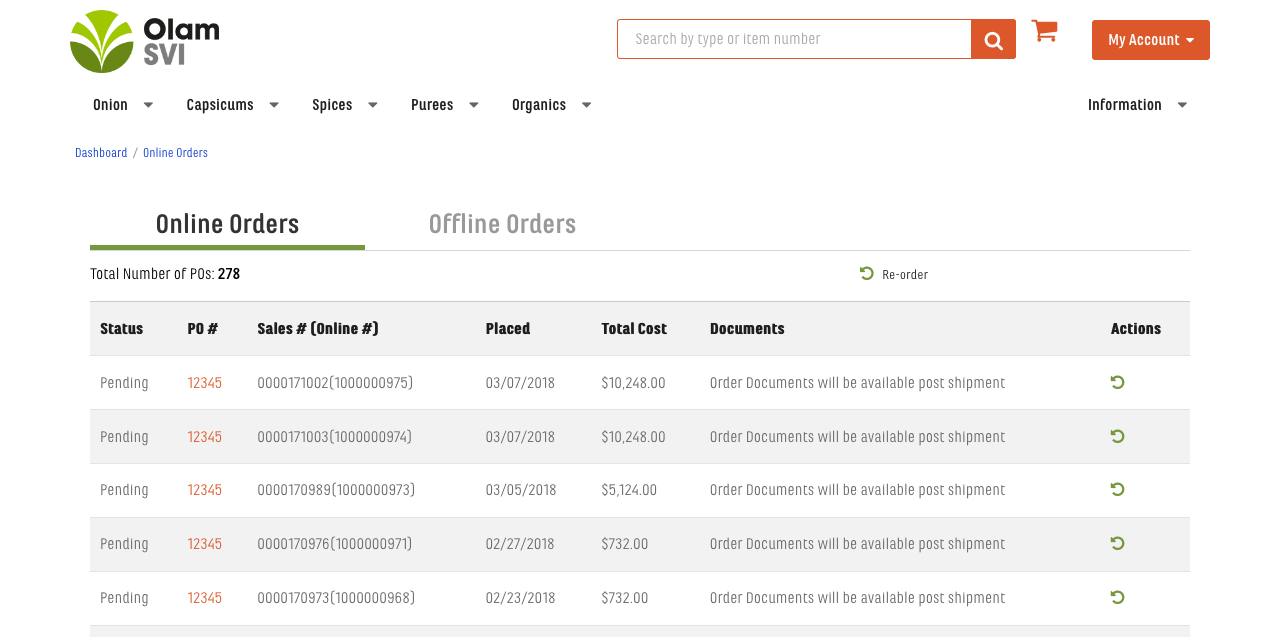 Olam
SVI
Search by type or item number
My Account
Onion Capsicums Spices Purees Organics Information
Dashboard / Online Orders
Online Orders Offline Orders
Total Number of POs: 278 Re-order
Status PO # Sales # (Online #) Placed Total Cost Documents Actions
Pending 12345 0000171002(1000000975) 03/07/2018 $10,248.00 Order Documents will be available post shipment
Pending 12345 0000171003(1000000974) 03/07/2018 $10,248.00 Order Documents will be available post shipment
Pending 12345 0000170989(1000000973) 03/05/2018 $5,124.00 Order Documents will be available post shipment
Pending 12345 0000170976(1000000971) 02/27/2018 $732.00 Order Documents will be available post shipment
Pending 12345 0000170973(1000000968) 02/23/2018 $732.00 Order Documents will be available post shipment